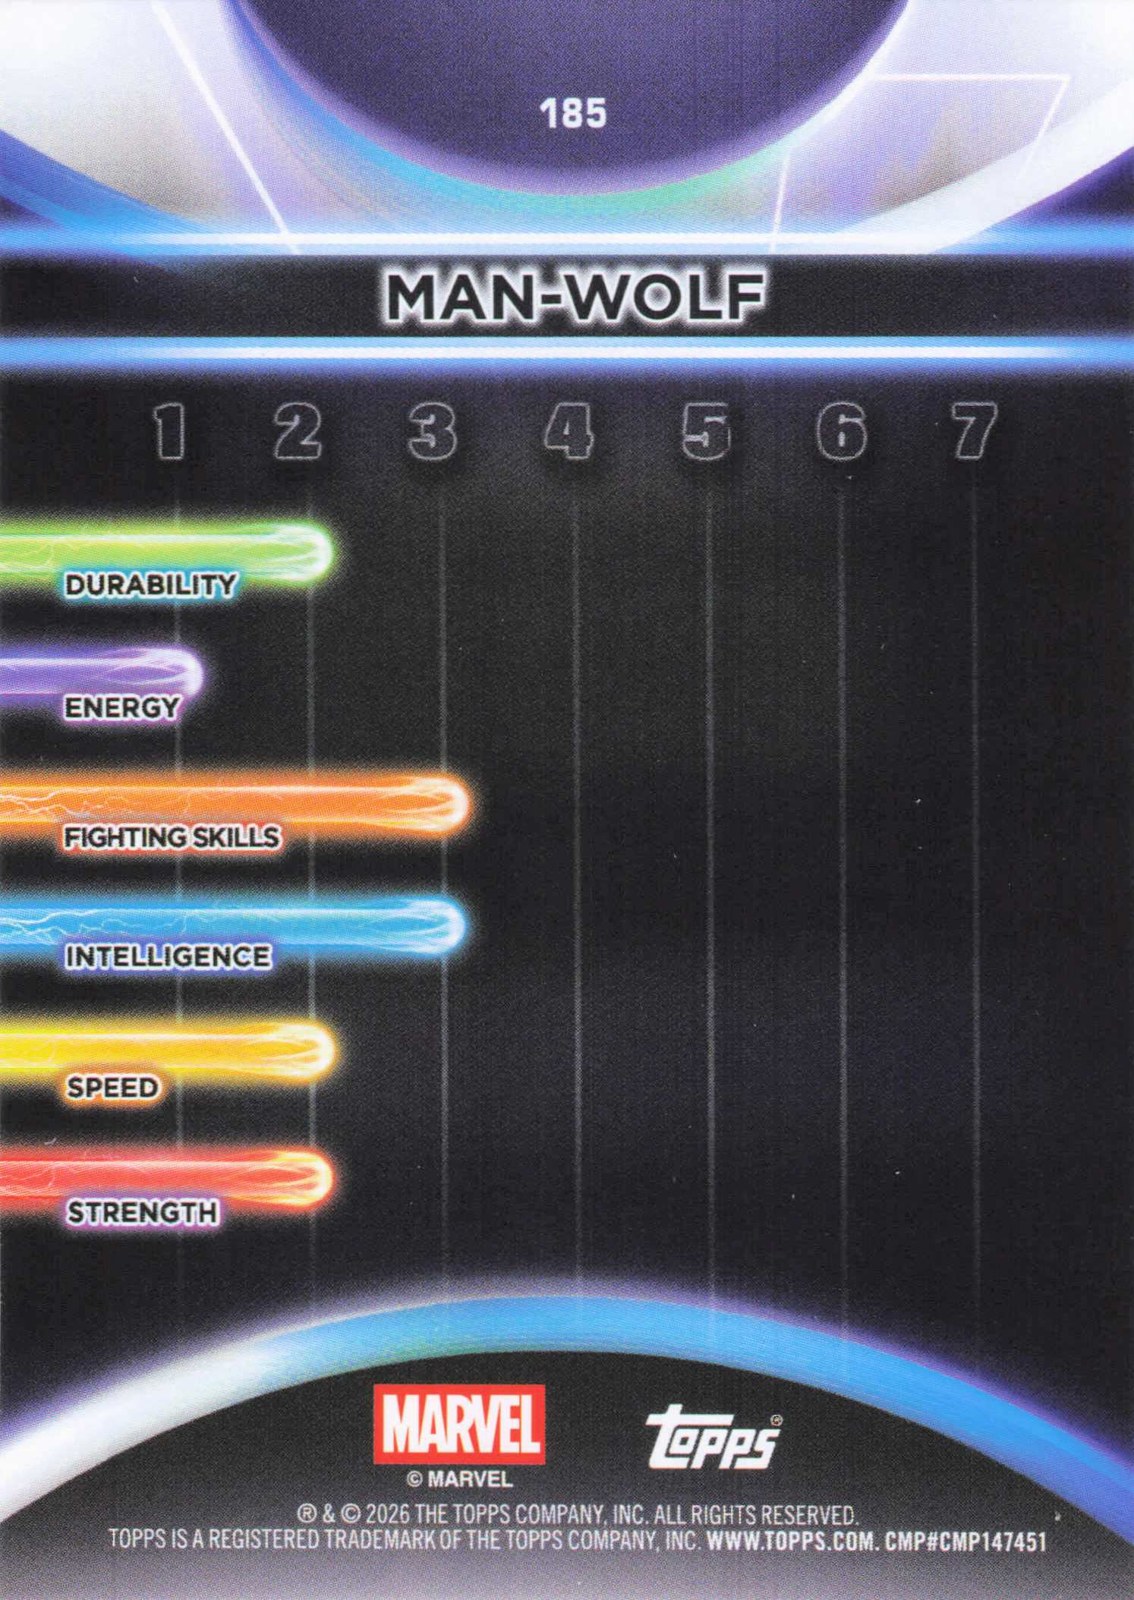 185
MAN-WOLF
1 2 3 4 5 6 7
DURABILITY
ENERGY
FIGHTING SKILLS
INTELLIGENCE
SPEED
STRENGTH
MARVEL
© MARVEL
TOPPS®
® & © 2026 THE TOPPS COMPANY, INC. ALL RIGHTS RESERVED.
TOPPS IS A REGISTERED TRADEMARK OF THE TOPPS COMPANY, INC. WWW.TOPPS.COM. CMP#CMP147451